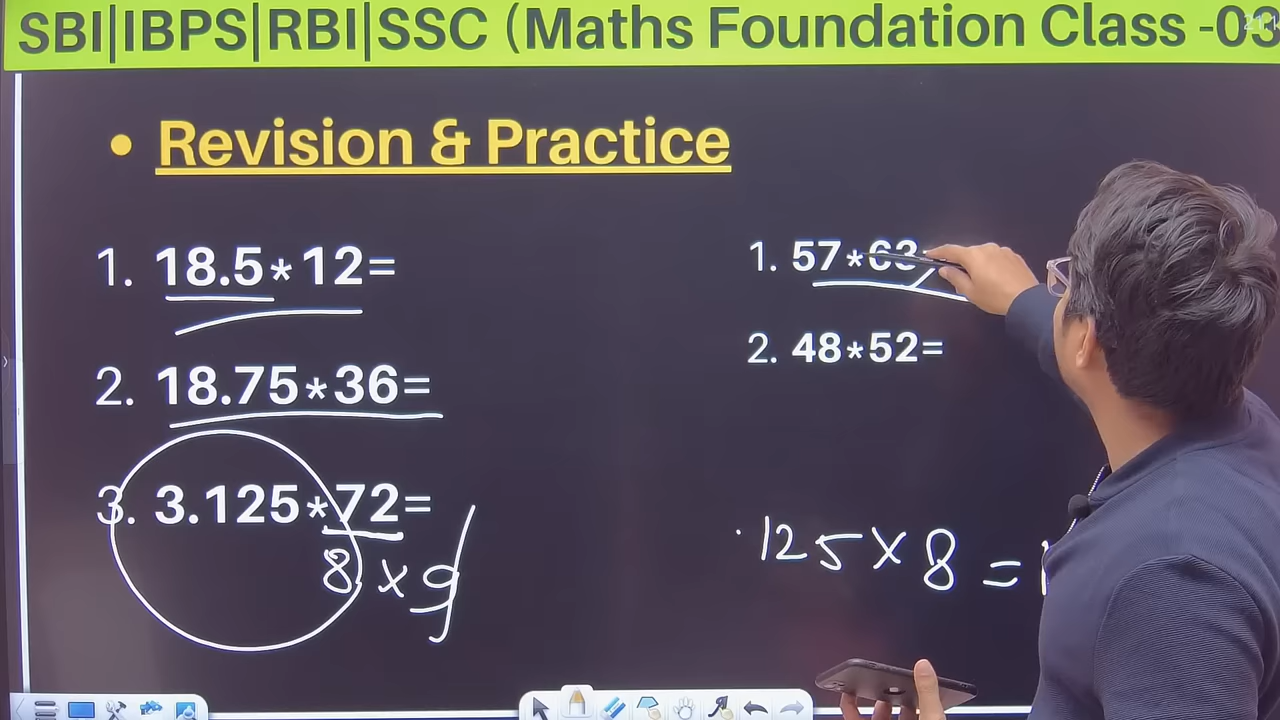 SBI|IBPS|RBI|SSC (Maths Foundation Class -03
• Revision & Practice
1. 18.5*12=
2. 18.75*36=
3. 3.125*72=
8 x 9
1. 57*63=
2. 48*52=
.125 x 8 =